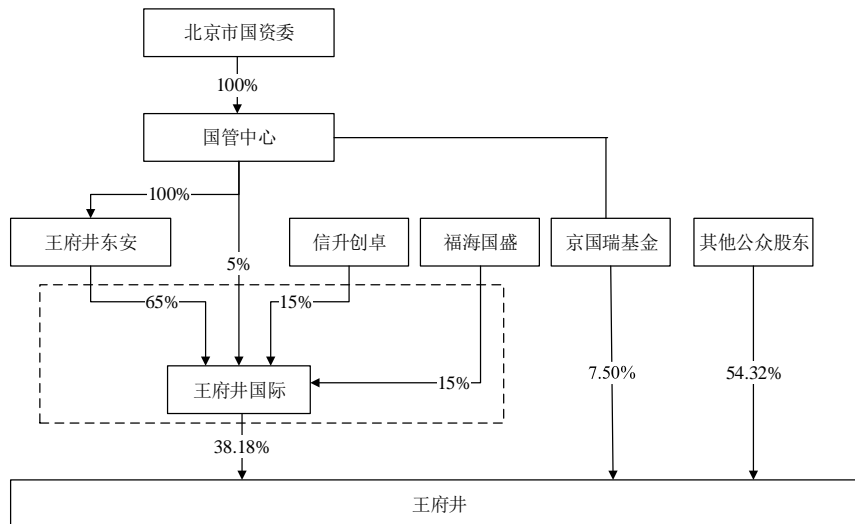 北京市国资委
100%
国管中心
100%
王府井东安
信升创卓
福海国盛
京国瑞基金
其他公众股东
5%
65%
15%
王府井国际
15%
7.50%
54.32%
38.18%
王府井